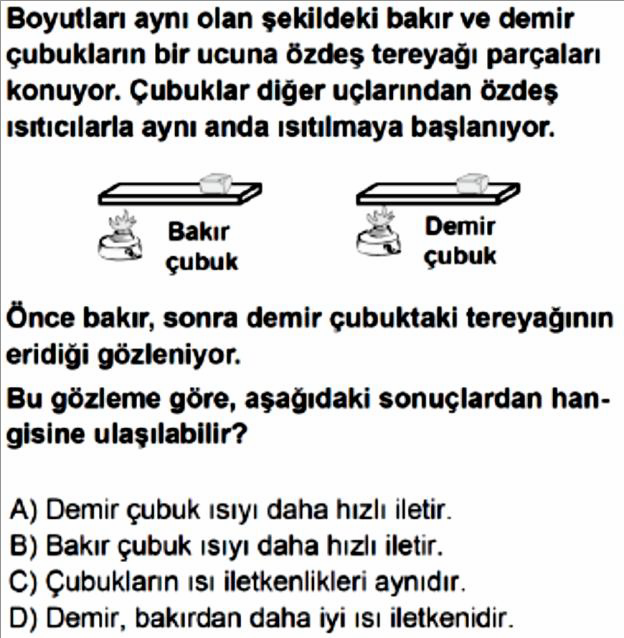 Boyutları aynı olan şekildeki bakır ve demir
çubukların bir ucuna özdeş tereyağı parçaları
konuyor. Çubuklar diğer uçlarından özdeş
ısıtıcılarla aynı anda ısıtılmaya başlanıyor.
Bakır
çubuk
Demir
çubuk
Önce bakır, sonra demir çubuktaki tereyağının
eridiği gözleniyor.
Bu gözleme göre, aşağıdaki sonuçlardan han-
gisine ulaşılabilir?
A) Demir çubuk ısıyı daha hızlı iletir.
B) Bakır çubuk ısıyı daha hızlı iletir.
C) Çubukların ısı iletkenlikleri aynıdır.
D) Demir, bakırdan daha iyi ısı iletkenidir.